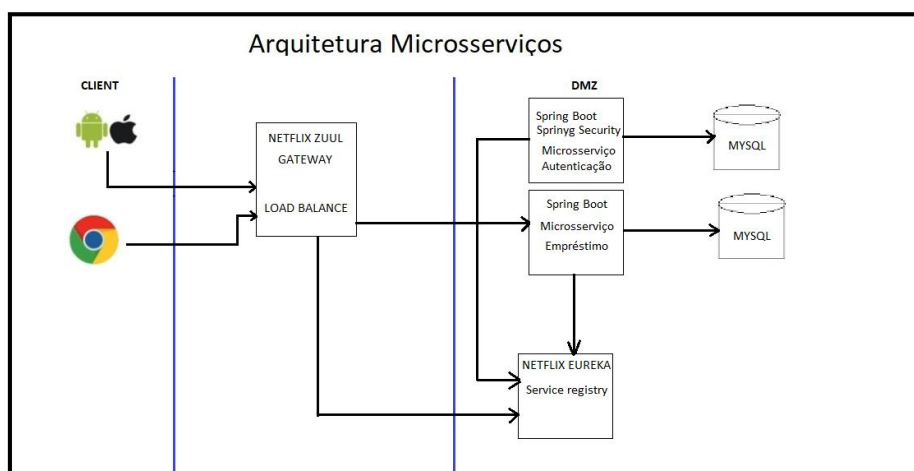 Arquitetura Microsserviços
CLIENT
DMZ
NETFLIX ZUUL
GATEWAY
LOAD BALANCE
Spring Boot
Sprinyg Security
Microsserviço
Autenticação
MYSQL
Spring Boot
Microsserviço
Empréstimo
MYSQL
NETFLIX EUREKA
Service registry